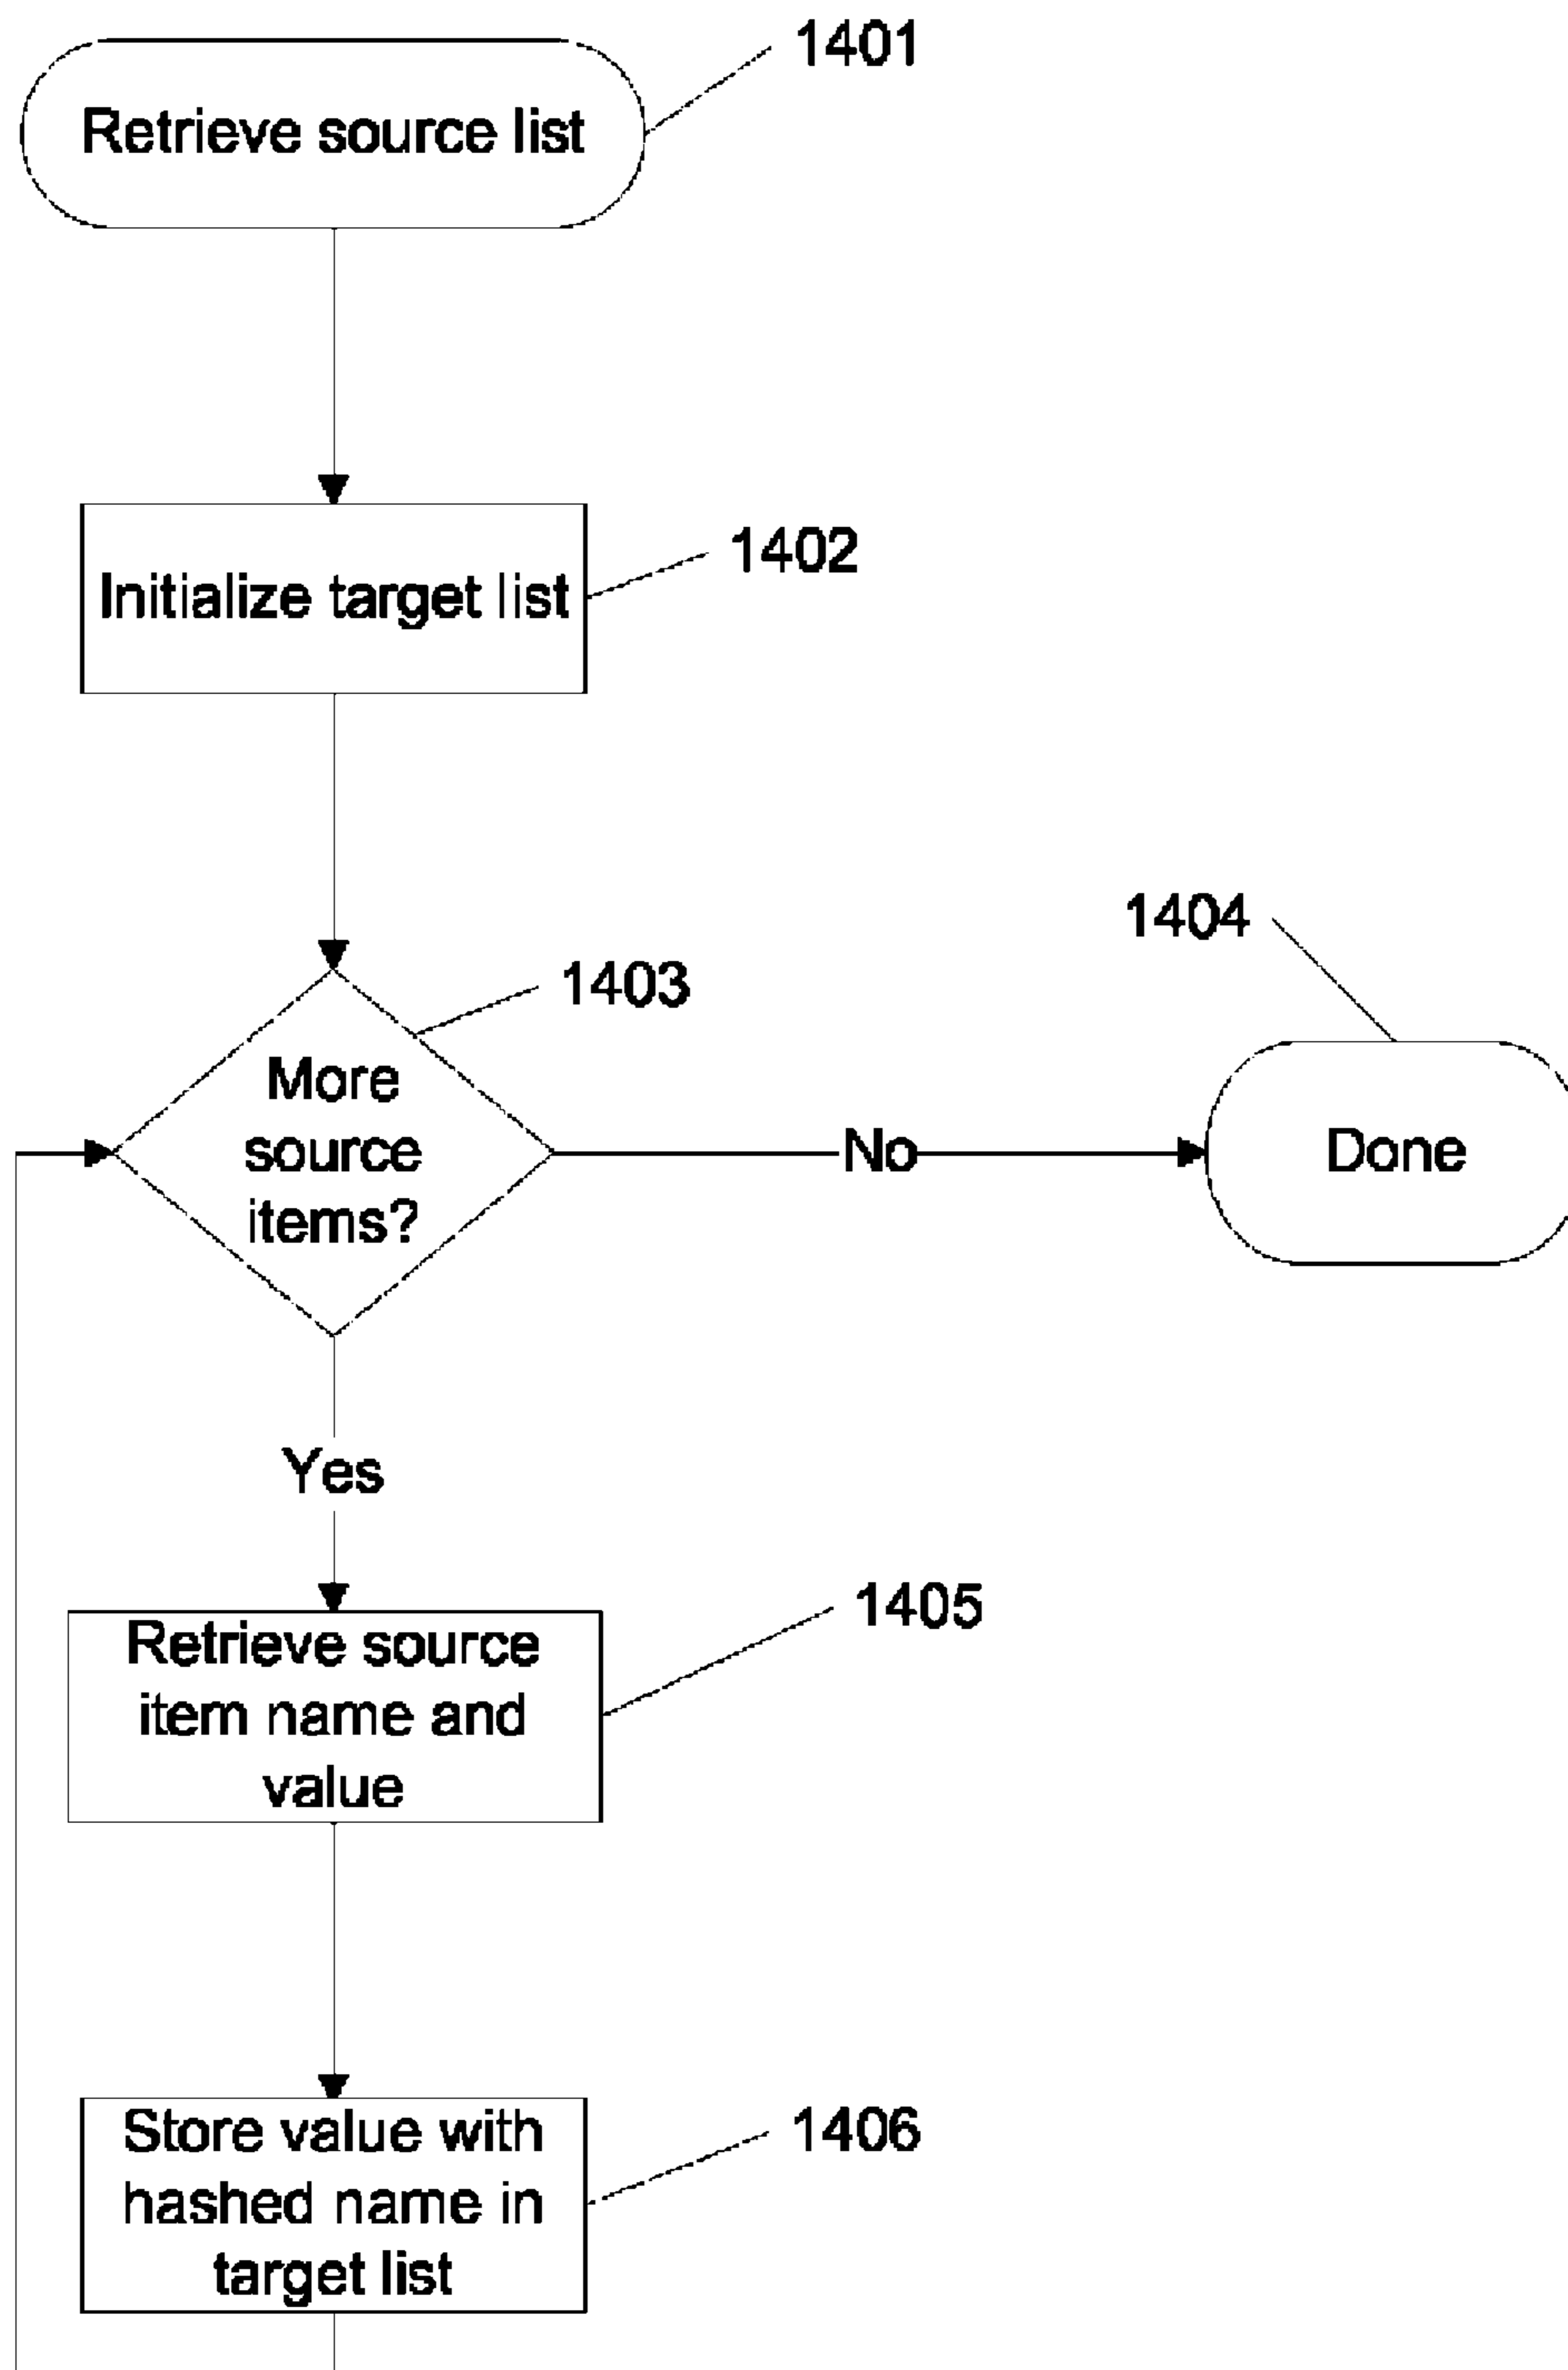 1401
Retrieve source list
1402
Initialize target list
1403
1404
More
source
items?
No
Done
Yes
1405
Retrieve source
item name and
value
1406
Store value with
hashed name in
target list